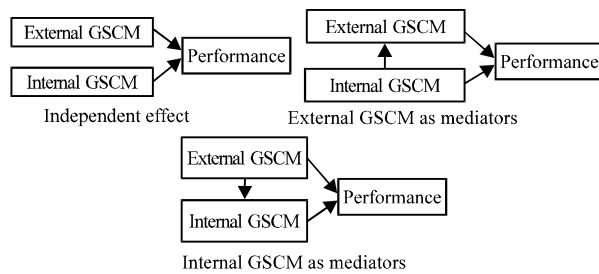 External GSCM
Performance
Internal GSCM
Independent effect
External GSCM
Performance
Internal GSCM
External GSCM as mediators
External GSCM
Performance
Internal GSCM
Internal GSCM as mediators